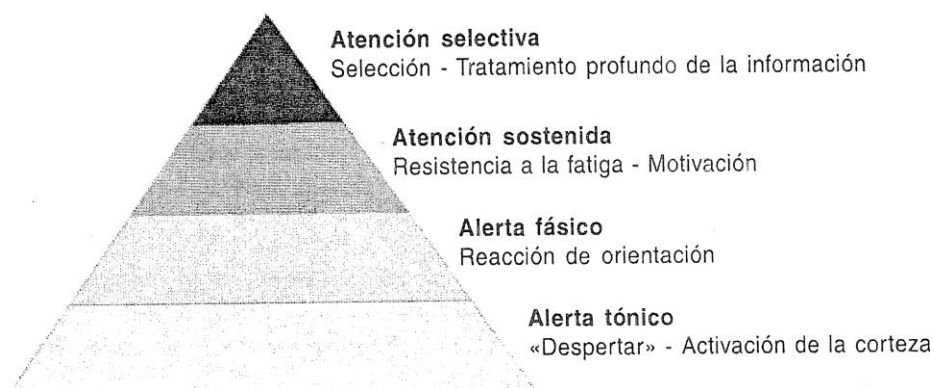 Atención selectiva
Selección - Tratamiento profundo de la información
Atención sostenida
Resistencia a la fatiga - Motivación
Alerta fásico
Reacción de orientación
Alerta tónico
«Despertar» - Activación de la corteza